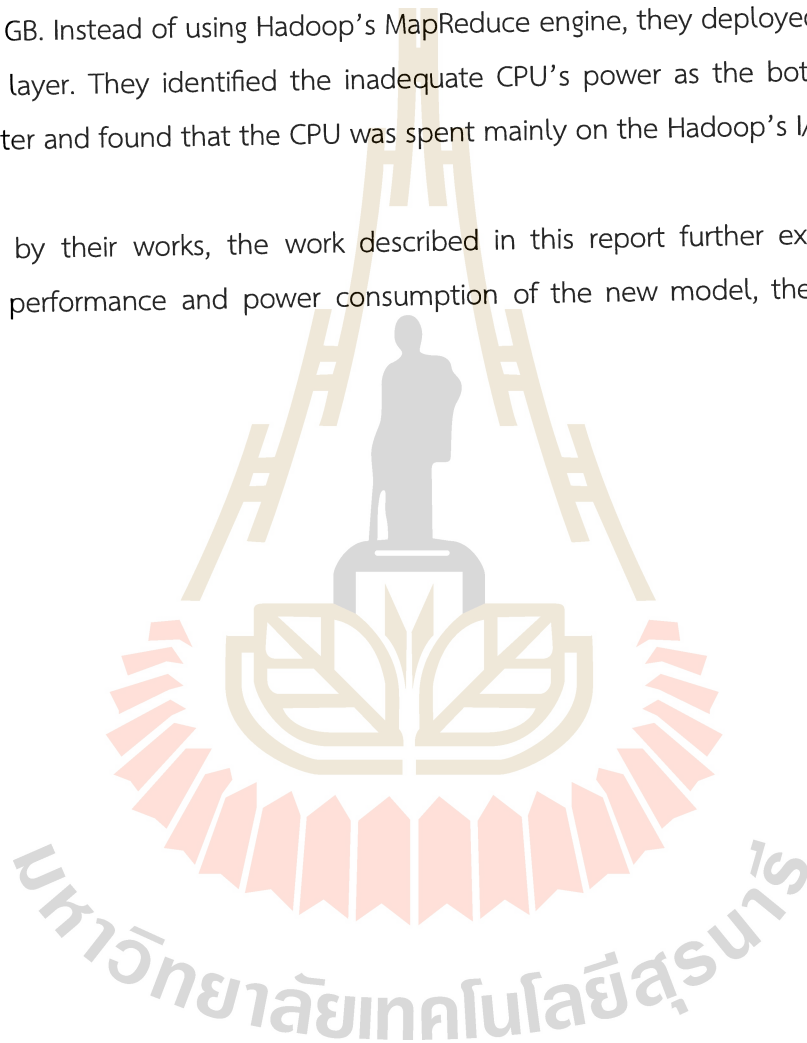 GB. Instead of using Hadoop’s MapReduce engine, they deployed
layer. They identified the inadequate CPU’s power as the bot
ter and found that the CPU was spent mainly on the Hadoop’s I/
by their works, the work described in this report further ex
performance and power consumption of the new model, the
มหาวิทยาลัยเทคโนโลยีสุรนารี